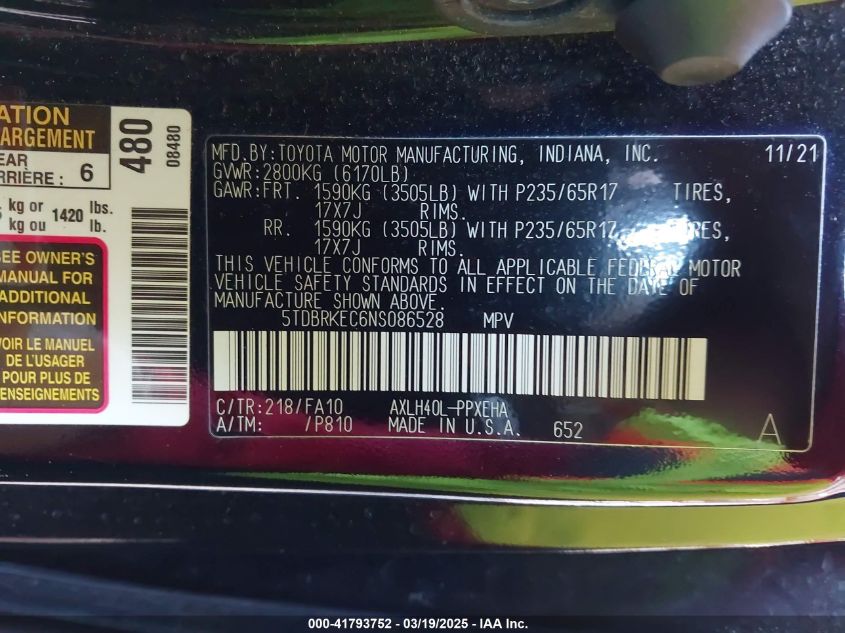 ATION
ARGEMENT
EAR
RRIÈRE : 6
kg or 1420 lbs.
kg ou lb.
SEE OWNER'S
MANUAL FOR
ADDITIONAL
INFORMATION
VOIR LE MANUEL
DE L'USAGER
POUR PLUS DE
RENSEIGNEMENTS
480
08480
MFD.BY:TOYOTA MOTOR MANUFACTURING, INDIANA, INC. 11/21
GVWR:2800KG (6170LB)
GAWR:FRT. 1590KG (3505LB) WITH P235/65R17 TIRES,
17X7J RIMS.
RR. 1590KG (3505LB) WITH P235/65R17 TIRES,
17X7J RIMS.
THIS VEHICLE CONFORMS TO ALL APPLICABLE FEDERAL MOTOR
VEHICLE SAFETY STANDARDS IN EFFECT ON THE DATE OF
MANUFACTURE SHOWN ABOVE.
5TDBRKEC6NS086528 MPV
C/TR:218/FA10 AXLH40L-PPXEHA
A/TM: /P810 MADE IN U.S.A. 652 A
000-41793752 - 03/19/2025 - IAA Inc.